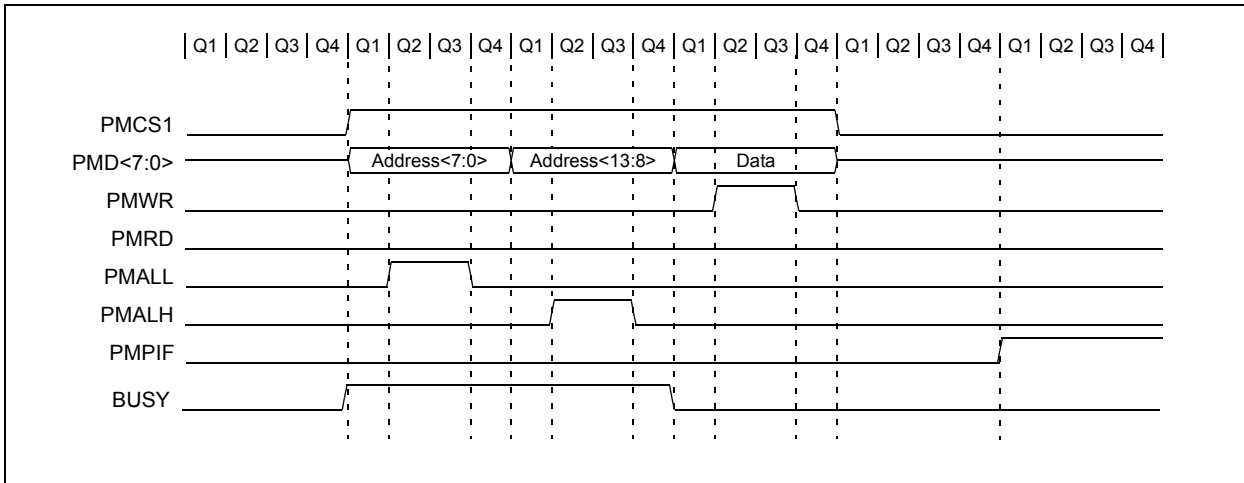 | Q1 | Q2 | Q3 | Q4 | Q1 | Q2 | Q3 | Q4 | Q1 | Q2 | Q3 | Q4 | Q1 | Q2 | Q3 | Q4 | Q1 | Q2 | Q3 | Q4 | Q1 | Q2 | Q3 | Q4 |
PMCS1
PMD<7:0> Address<7:0> Address<13:8> Data
PMWR
PMRD
PMALL
PMALH
PMPIF
BUSY